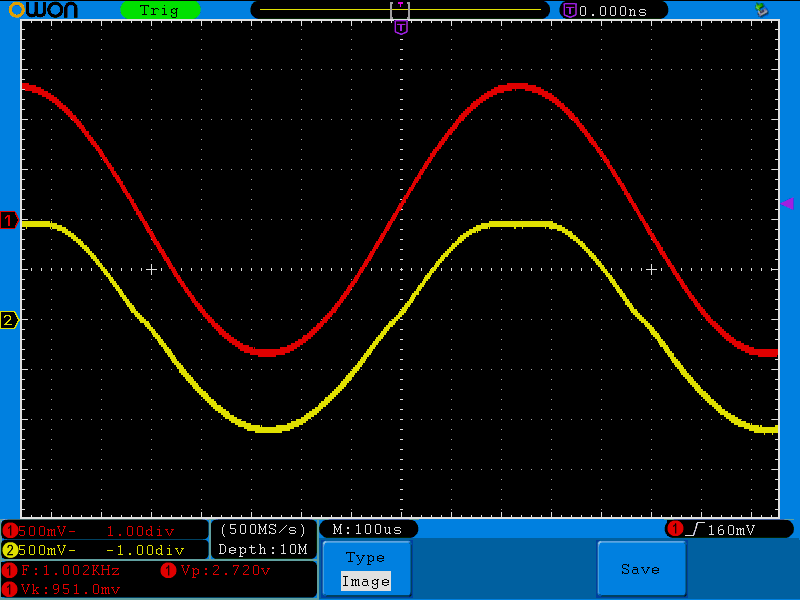 owon Trig T T 0.000ns
T
1
2
1 500mV- 1.00div (500MS/s) M:100us 1 160mV
2 500mV- -1.00div Depth:10M
1 F:1.002KHz 1 Vp:2.720v Type Save
1 Vk:951.0mv Image